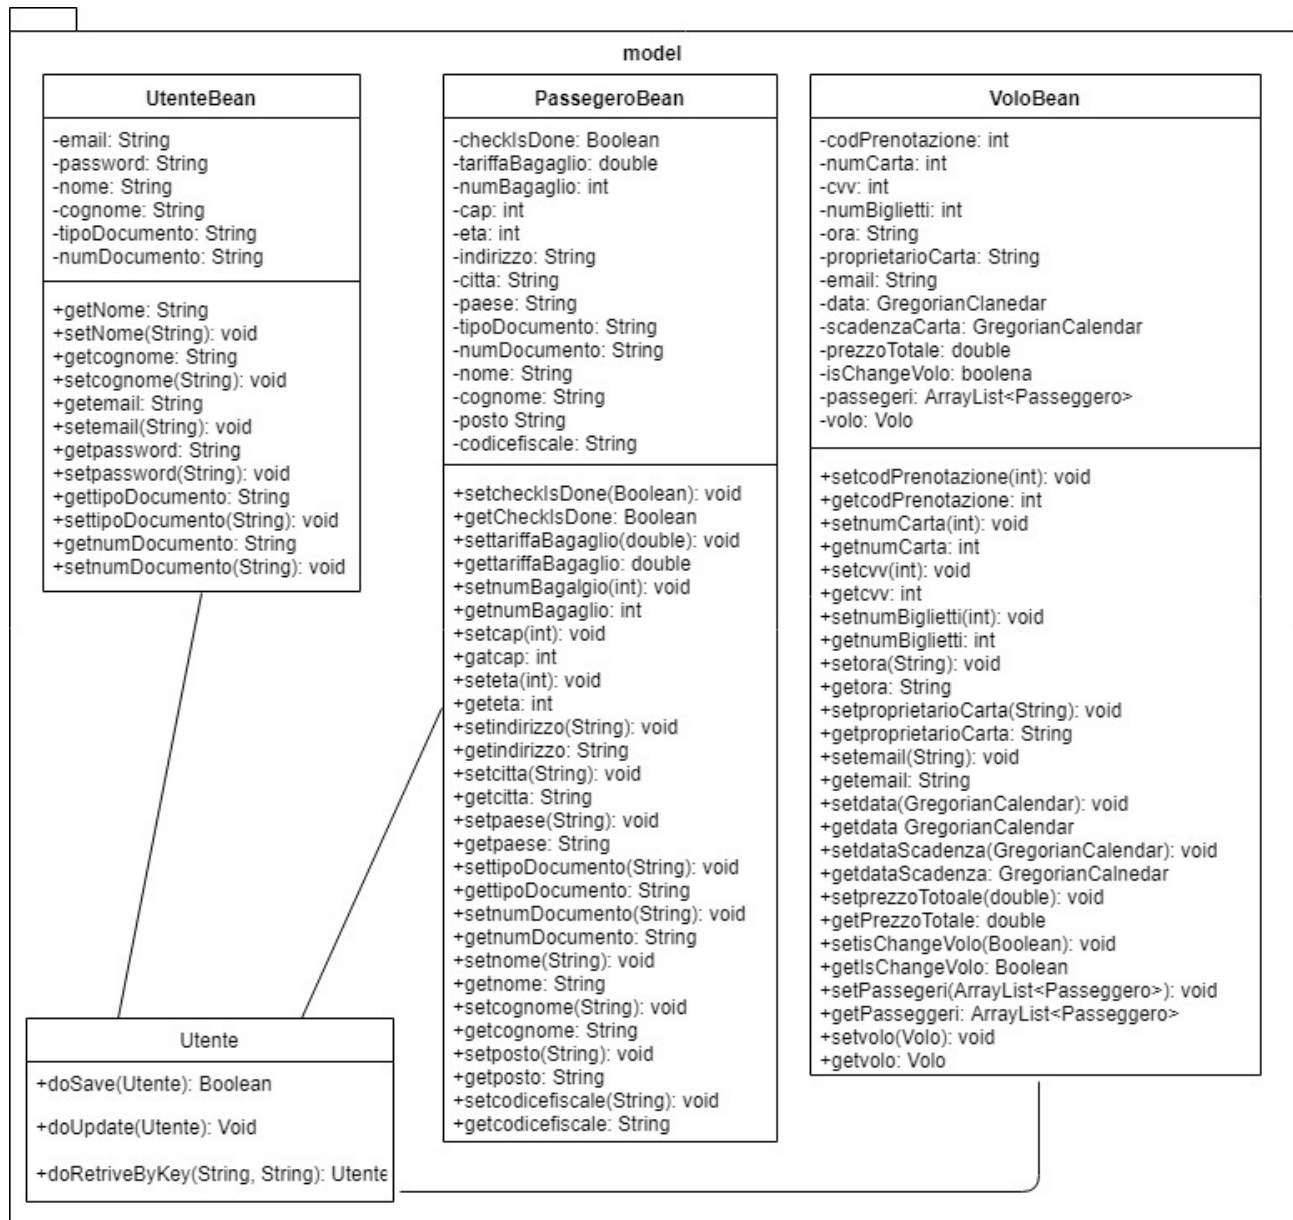 model
UtenteBean
-email: String
-password: String
-nome: String
-cognome: String
-tipoDocumento: String
-numDocumento: String
+getNome: String
+setNome(String): void
+getcognome: String
+setcognome(String): void
+getemail: String
+setemail(String): void
+getpassword: String
+setpassword(String): void
+gettipoDocumento: String
+settipoDocumento(String): void
+getnumDocumento: String
+setnumDocumento(String): void
PassegeroBean
-checkIsDone: Boolean
-tariffaBagaglio: double
-numBagaglio: int
-cap: int
-eta: int
-indirizzo: String
-citta: String
-paese: String
-tipoDocumento: String
-numDocumento: String
-nome: String
-cognome: String
-posto String
-codicefiscale: String
+setcheckIsDone(Boolean): void
+getCheckIsDone: Boolean
+settariffaBagaglio(double): void
+gettariffaBagaglio: double
+setnumBagalgio(int): void
+getnumBagaglio: int
+setcap(int): void
+gatcap: int
+seteta(int): void
+geteta: int
+setindirizzo(String): void
+getindirizzo: String
+setcitta(String): void
+getcitta: String
+setpaese(String): void
+getpaese: String
+settipoDocumento(String): void
+gettipoDocumento: String
+setnumDocumento(String): void
+getnumDocumento: String
+setnome(String): void
+getnome: String
+setcognome(String): void
+getcognome: String
+setposto(String): void
+getposto: String
+setcodicefiscale(String): void
+getcodicefiscale: String
VoloBean
-codPrenotazione: int
-numCarta: int
-cvv: int
-numBiglietti: int
-ora: String
-proprietarioCarta: String
-email: String
-data: GregorianClanedar
-scadenzaCarta: GregorianCalendar
-prezzoTotale: double
-isChangeVolo: boolena
-passegeri: ArrayList<Passeggero>
-volo: Volo
+setcodPrenotazione(int): void
+getcodPrenotazione: int
+setnumCarta(int): void
+getnumCarta: int
+setcvv(int): void
+getcvv: int
+setnumBiglietti(int): void
+getnumBiglietti: int
+setora(String): void
+getora: String
+setproprietarioCarta(String): void
+getproprietarioCarta: String
+setemail(String): void
+getemail: String
+setdata(GregorianCalendar): void
+getdata GregorianCalendar
+setdataScadenza(GregorianCalendar): void
+getdataScadenza: GregorianCalnedar
+setprezzoTotoale(double): void
+getPrezzoTotale: double
+setisChangeVolo(Boolean): void
+getIsChangeVolo: Boolean
+setPassegeri(ArrayList<Passeggero>): void
+getPasseggeri: ArrayList<Passeggero>
+setvolo(Volo): void
+getvolo: Volo
Utente
+doSave(Utente): Boolean
+doUpdate(Utente): Void
+doRetriveByKey(String, String): Utente